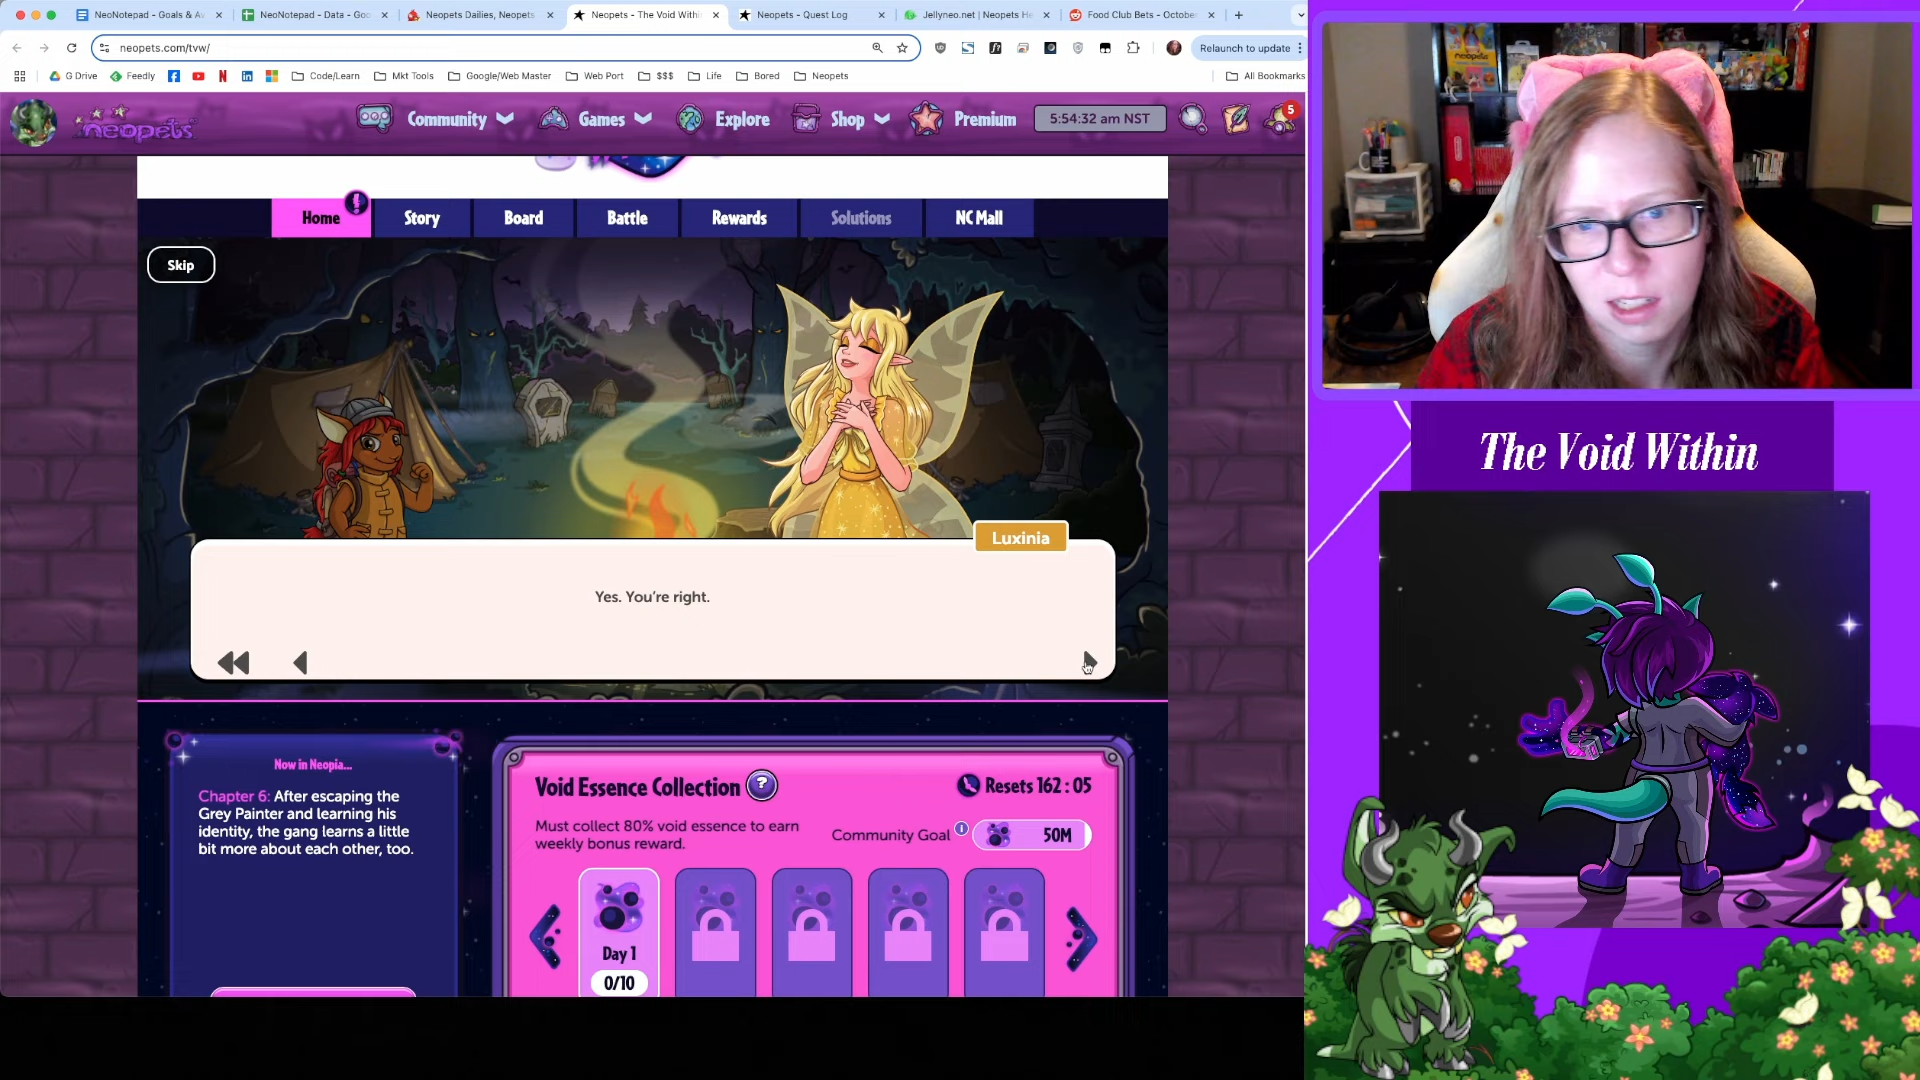 NeoNotepad - Goals & Av
NeoNotepad - Data - Goo
Neopets Dailies, Neopets
Neopets - The Void Withi
Neopets - Quest Log
Jellyneo.net | Neopets He
Food Club Bets - October
neopets.com/tvw/
Relaunch to update
G Drive
Feedly
Code/Learn
Mkt Tools
Google/Web Master
Web Port
$$$
Life
Bored
Neopets
All Bookmarks
neopets
Community
Games
Explore
Shop
Premium
5:54:32 am NST
5
Home
Story
Board
Battle
Rewards
Solutions
NC Mall
Skip
Luxinia
Yes. You're right.
Now in Neopia...
Chapter 6: After escaping the
Grey Painter and learning his
identity, the gang learns a little
bit more about each other, too.
Void Essence Collection ?
Resets 162 : 05
Must collect 80% void essence to earn
weekly bonus reward.
Community Goal
50M
Day 1
0/10
The Void Within